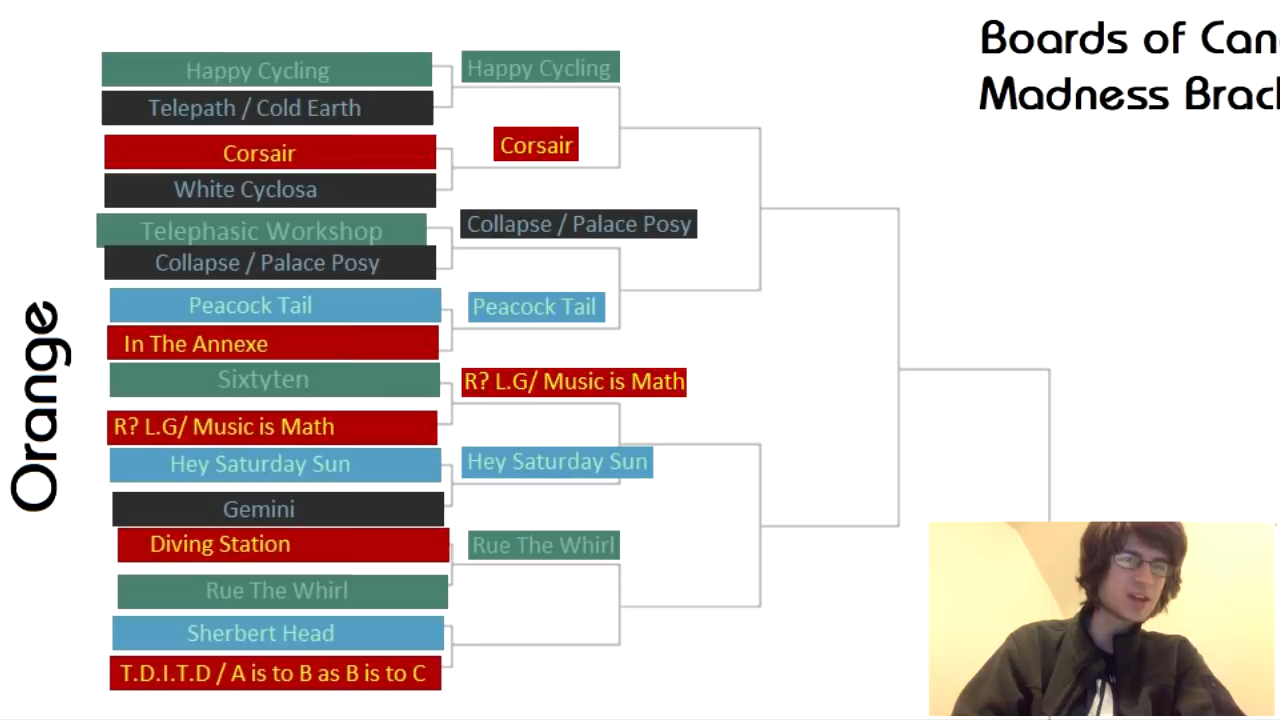 Boards of Can
Madness Brac
Orange
Happy Cycling
Telepath / Cold Earth
Corsair
White Cyclosa
Telephasic Workshop
Collapse / Palace Posy
Peacock Tail
In The Annexe
Sixtyten
R? L.G/ Music is Math
Hey Saturday Sun
Gemini
Diving Station
Rue The Whirl
Sherbert Head
T.D.I.T.D / A is to B as B is to C
Happy Cycling
Corsair
Collapse / Palace Posy
Peacock Tail
R? L.G/ Music is Math
Hey Saturday Sun
Rue The Whirl